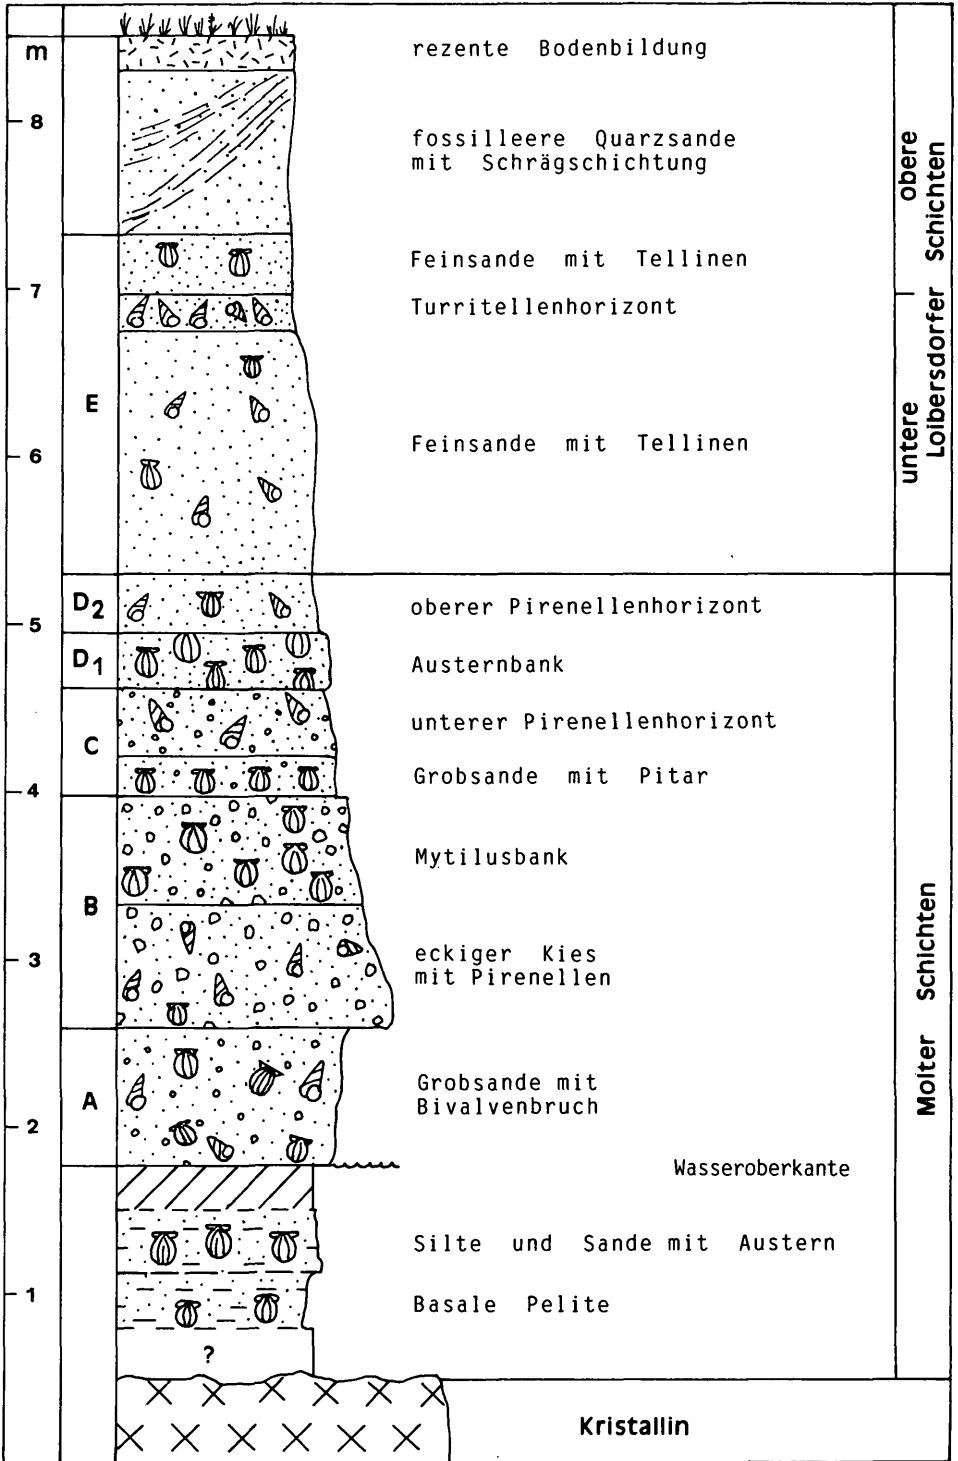 m
rezente Bodenbildung
8
fossilleere Quarzsande
mit Schrägschichtung
obere
Feinsande mit Tellinen
7
Turritellenhorizont
E
Feinsande mit Tellinen
6
untere
Loibersdorfer Schichten
D2
oberer Pirenellenhorizont
5
D1
Austernbank
unterer Pirenellenhorizont
C
Grobsande mit Pitar
4
Mytilusbank
B
3
eckiger Kies
mit Pirenellen
Molter Schichten
A
Grobsande mit
Bivalvenbruch
2
Wasseroberkante
Silte und Sande mit Austern
1
Basale Pelite
?
Kristallin